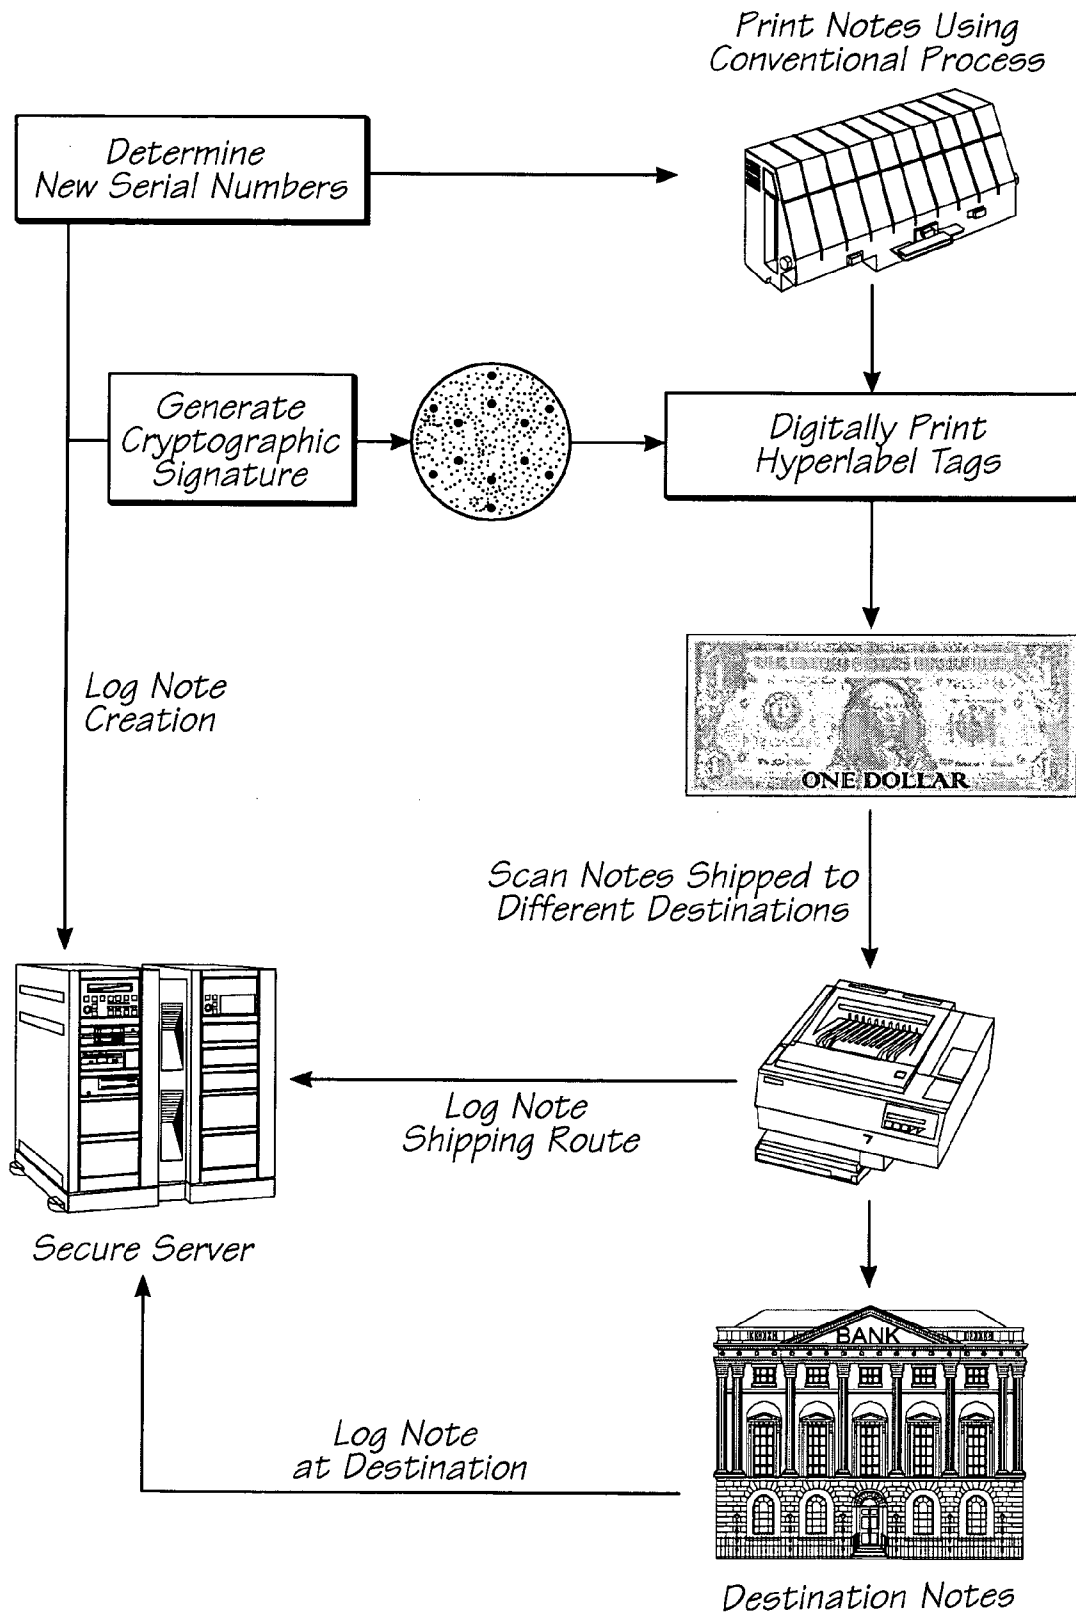 Print Notes Using
Conventional Process
Determine
New Serial Numbers
Generate
Cryptographic
Signature
Digitally Print
Hyperlabel Tags
Log Note
Creation
ONE DOLLAR
Scan Notes Shipped to
Different Destinations
Log Note
Shipping Route
Secure Server
BANK
Log Note
at Destination
Destination Notes